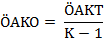 ÖAKO = ÖAKT / K − 1